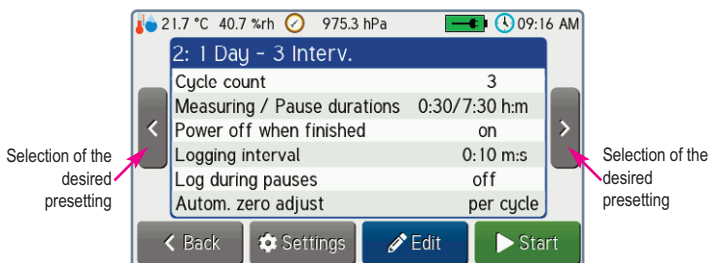 21.7 °C 40.7 %rh 975.3 hPa 09:16 AM
2: 1 Day - 3 Interv.
Cycle count 3
Measuring / Pause durations 0:30/7:30 h:m
Power off when finished on
Logging interval 0:10 m:s
Log during pauses off
Autom. zero adjust per cycle
Selection of the
desired
presetting
Selection of the
desired
presetting
< Back Settings Edit Start